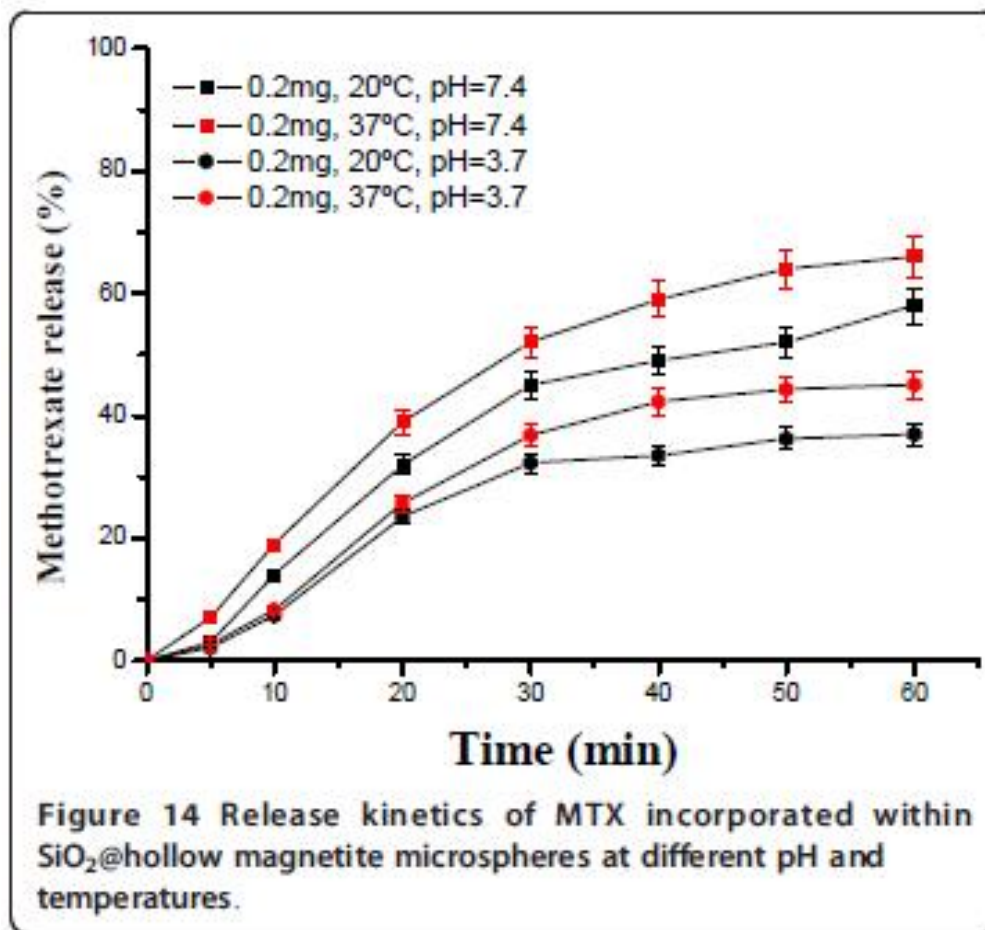 100
80
60
40
20
0
Methotrexate release (%)
0.2mg, 20ºC, pH=7.4
0.2mg, 37ºC, pH=7.4
0.2mg, 20ºC, pH=3.7
0.2mg, 37ºC, pH=3.7
0 10 20 30 40 50 60
Time (min)
Figure 14 Release kinetics of MTX incorporated within
SiO₂@hollow magnetite microspheres at different pH and
temperatures.